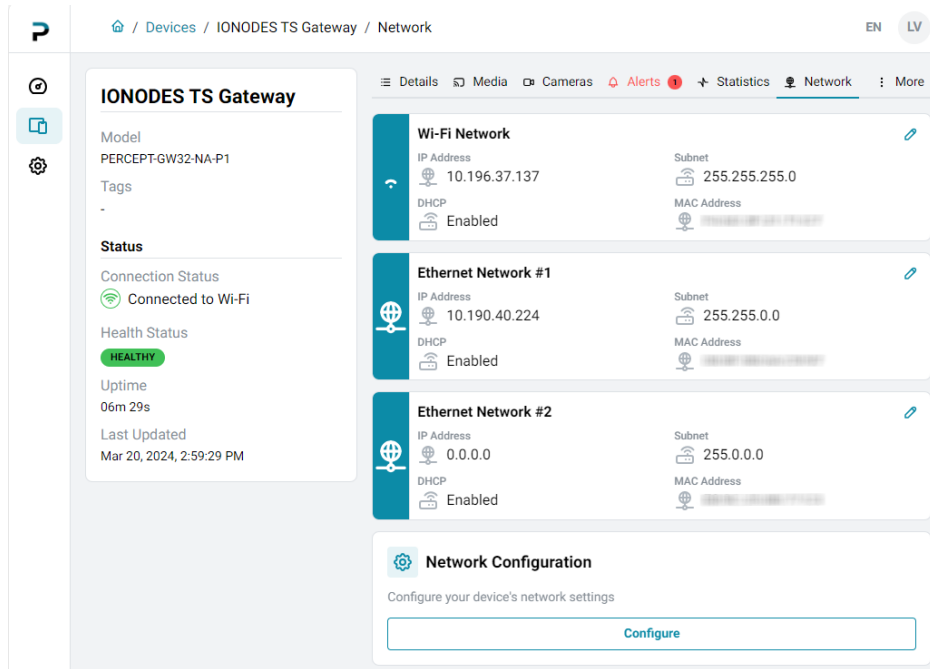 / Devices / IONODES TS Gateway / Network
EN
LV
IONODES TS Gateway
Model
PERCEPT-GW32-NA-P1
Tags
-
Status
Connection Status
Connected to Wi-Fi
Health Status
HEALTHY
Uptime
06m 29s
Last Updated
Mar 20, 2024, 2:59:29 PM
Details Media Cameras Alerts 1 Statistics Network More
Wi-Fi Network
IP Address Subnet
10.196.37.137 255.255.255.0
DHCP MAC Address
Enabled
Ethernet Network #1
IP Address Subnet
10.190.40.224 255.255.0.0
DHCP MAC Address
Enabled
Ethernet Network #2
IP Address Subnet
0.0.0.0 255.0.0.0
DHCP MAC Address
Enabled
Network Configuration
Configure your device's network settings
Configure